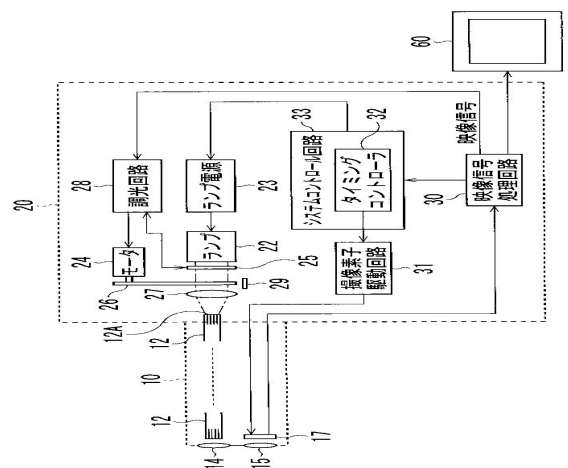 20
28
調光回路
ランプ電源
23
33
システムコントロール回路
32
タイミング
コントローラ
映像信号
30
映像信号
処理回路
60
24
モータ
ランプ
22
25
26
27
29
撮像素子
駆動回路
31
12A
12
10
12
14
15
17